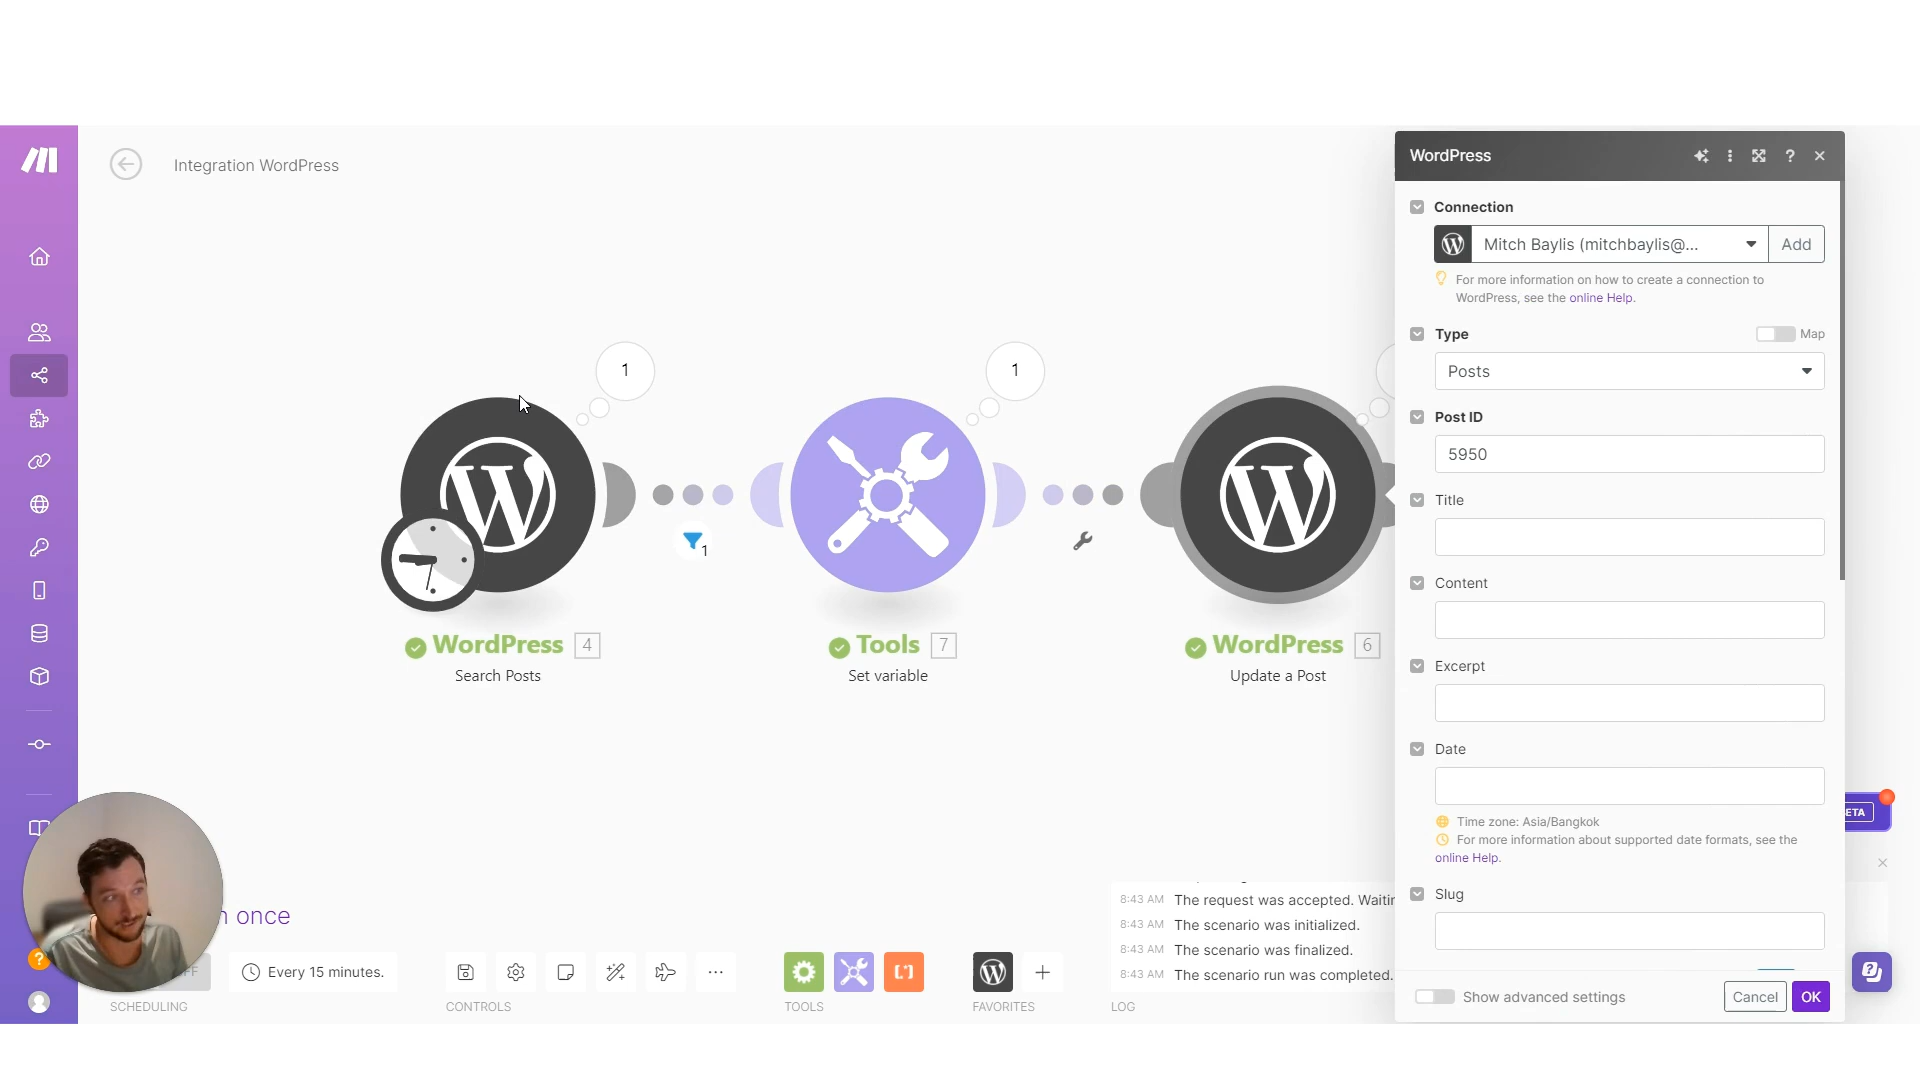 Integration WordPress
WordPress
Connection
Mitch Baylis (mitchbaylis@...
Add
For more information on how to create a connection to
WordPress, see the online Help.
Type
Map
Posts
Post ID
5950
Title
Content
Excerpt
Date
Time zone: Asia/Bangkok
For more information about supported date formats, see the
online Help.
Slug
Show advanced settings
Cancel
OK
1
1
1
WordPress 4
Search Posts
Tools 7
Set variable
WordPress 6
Update a Post
once
Every 15 minutes.
SCHEDULING
CONTROLS
TOOLS
FAVORITES
LOG
8:43 AM The request was accepted.
8:43 AM The scenario was initialized.
8:43 AM The scenario was finalized.
8:43 AM The scenario run was completed.